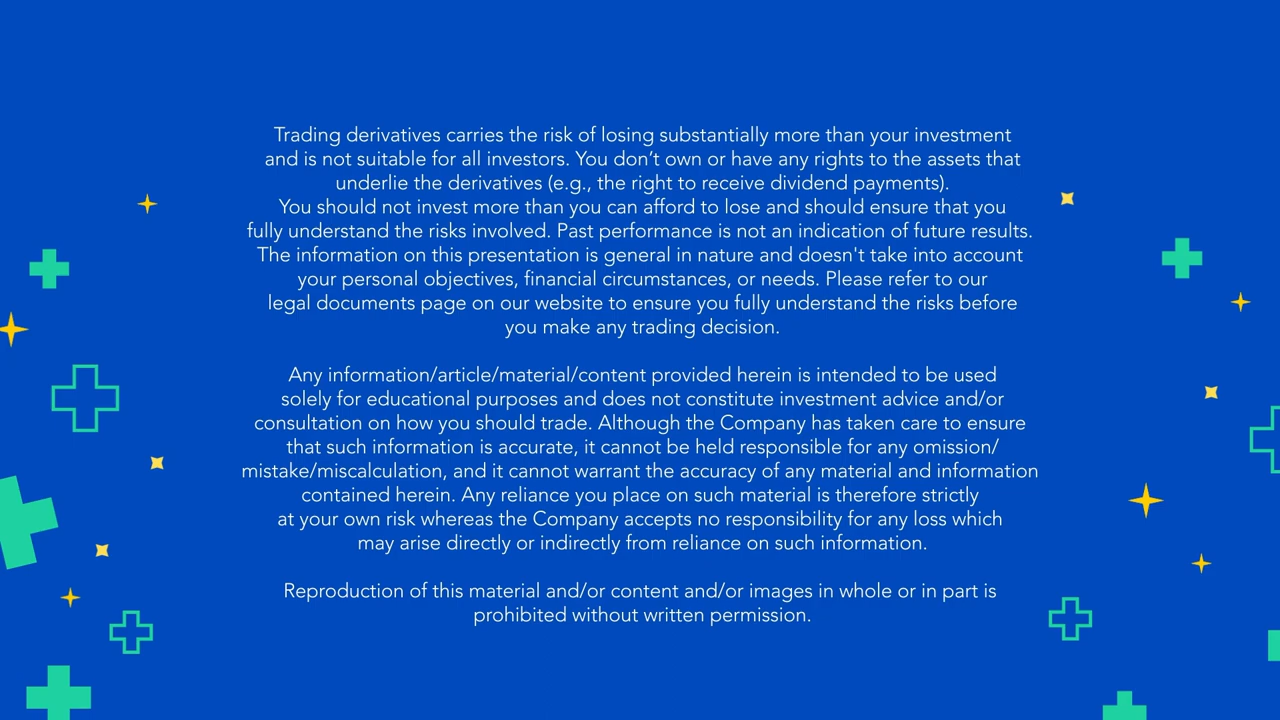 Trading derivatives carries the risk of losing substantially more than your investment
and is not suitable for all investors. You don’t own or have any rights to the assets that
underlie the derivatives (e.g., the right to receive dividend payments).
You should not invest more than you can afford to lose and should ensure that you
fully understand the risks involved. Past performance is not an indication of future results.
The information on this presentation is general in nature and doesn't take into account
your personal objectives, financial circumstances, or needs. Please refer to our
legal documents page on our website to ensure you fully understand the risks before
you make any trading decision.
Any information/article/material/content provided herein is intended to be used
solely for educational purposes and does not constitute investment advice and/or
consultation on how you should trade. Although the Company has taken care to ensure
that such information is accurate, it cannot be held responsible for any omission/
mistake/miscalculation, and it cannot warrant the accuracy of any material and information
contained herein. Any reliance you place on such material is therefore strictly
at your own risk whereas the Company accepts no responsibility for any loss which
may arise directly or indirectly from reliance on such information.
Reproduction of this material and/or content and/or images in whole or in part is
prohibited without written permission.